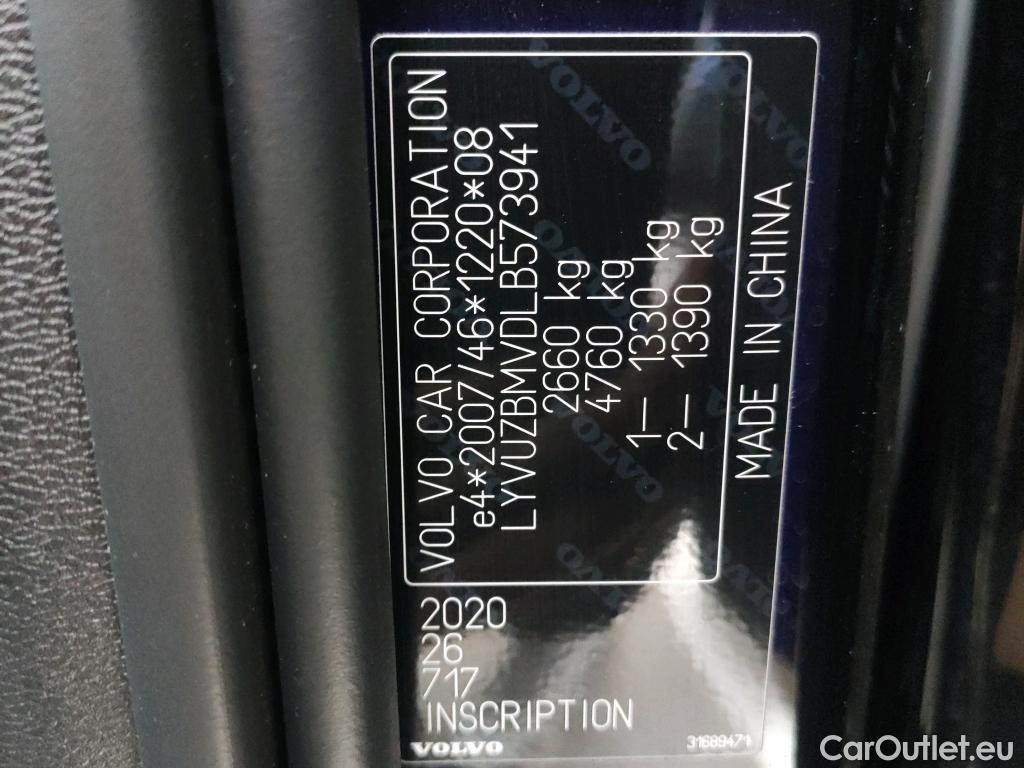 VOLVO CAR CORPORATION
e4*2007/46*1220*08
LYVUZBMVDLB573941
2660 kg
4760 kg
1— 1330 kg
2— 1390 kg
MADE IN CHINA
2020
26
717
INSCRIPTION
VOLVO
31689471
CarOutlet.eu